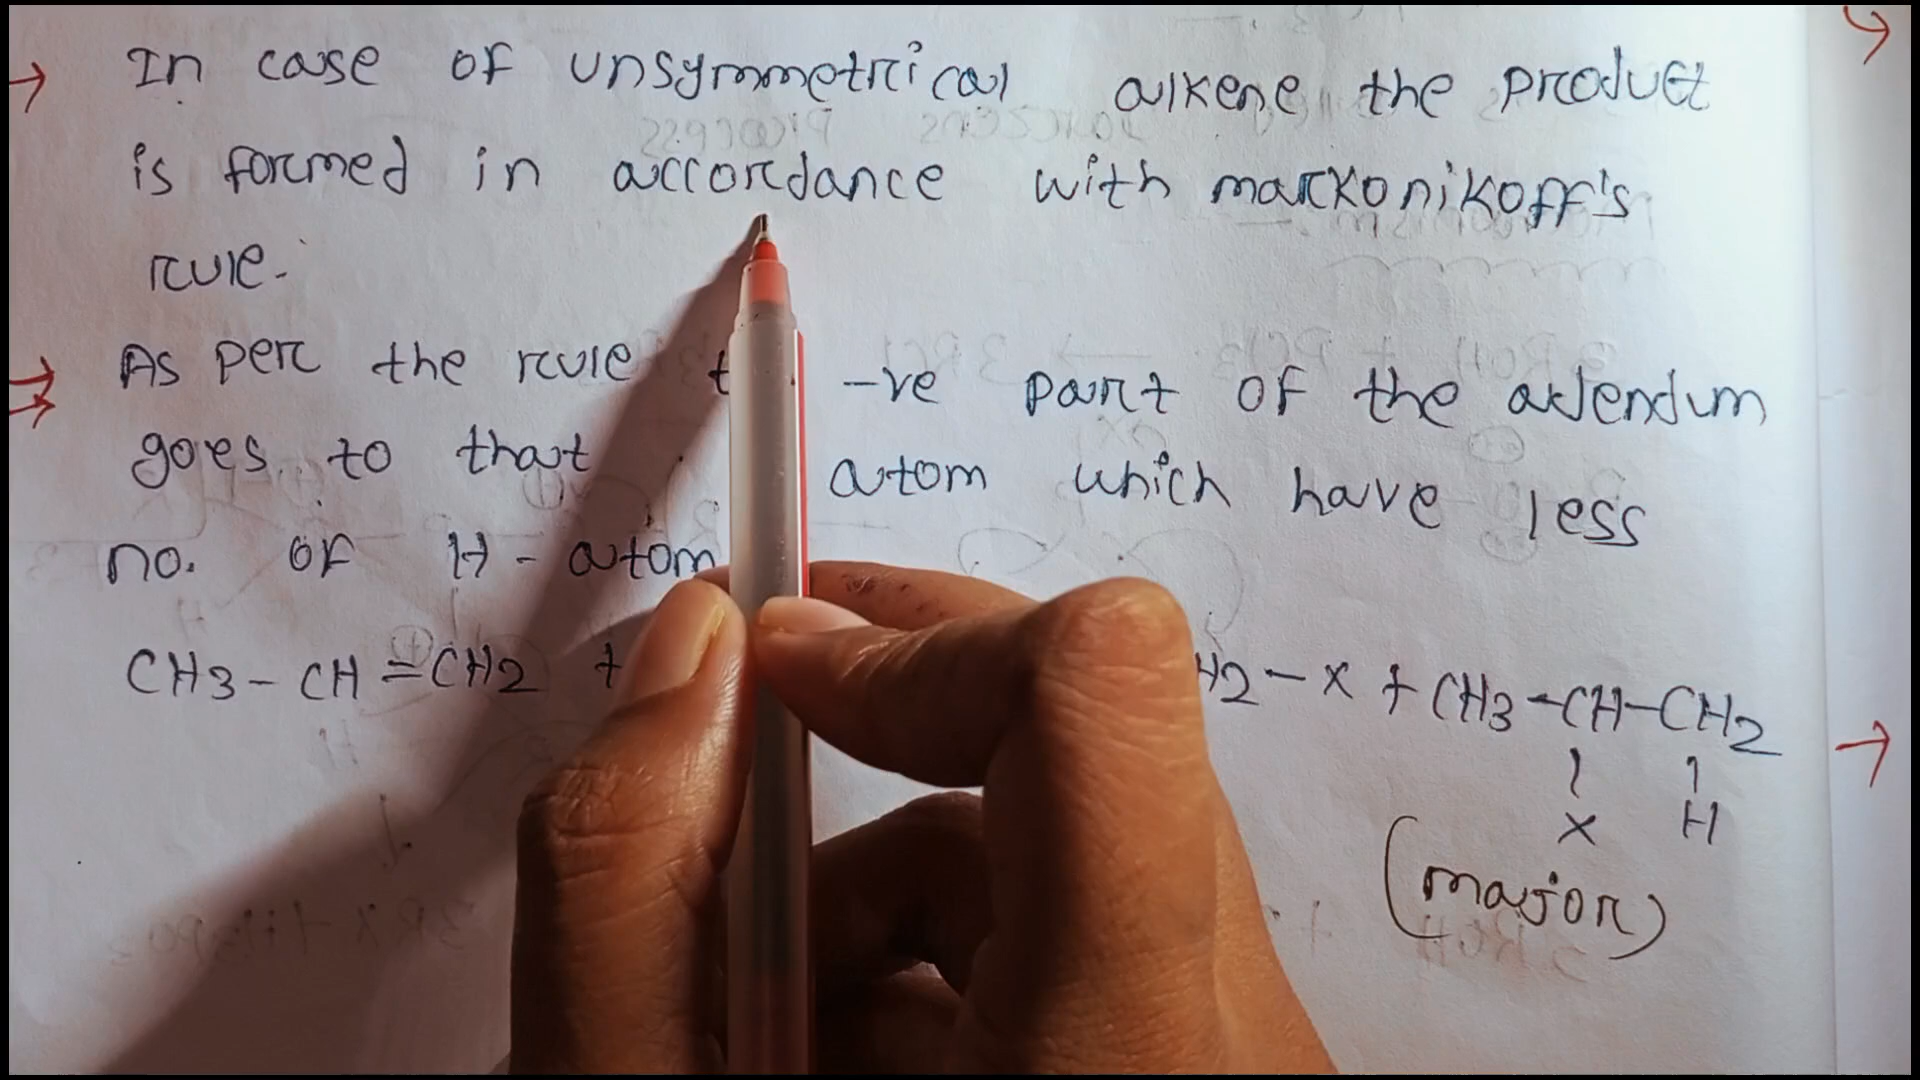 In case of unsymmetrical alkene the product
is formed in accordance with markonikoff's
rule.
As per the rule -ve part of the addendum
goes to that atom which have less
no. of H-atom
CH3-CH=CH2 + H2-X + CH3-CH-CH2
X H
(major)